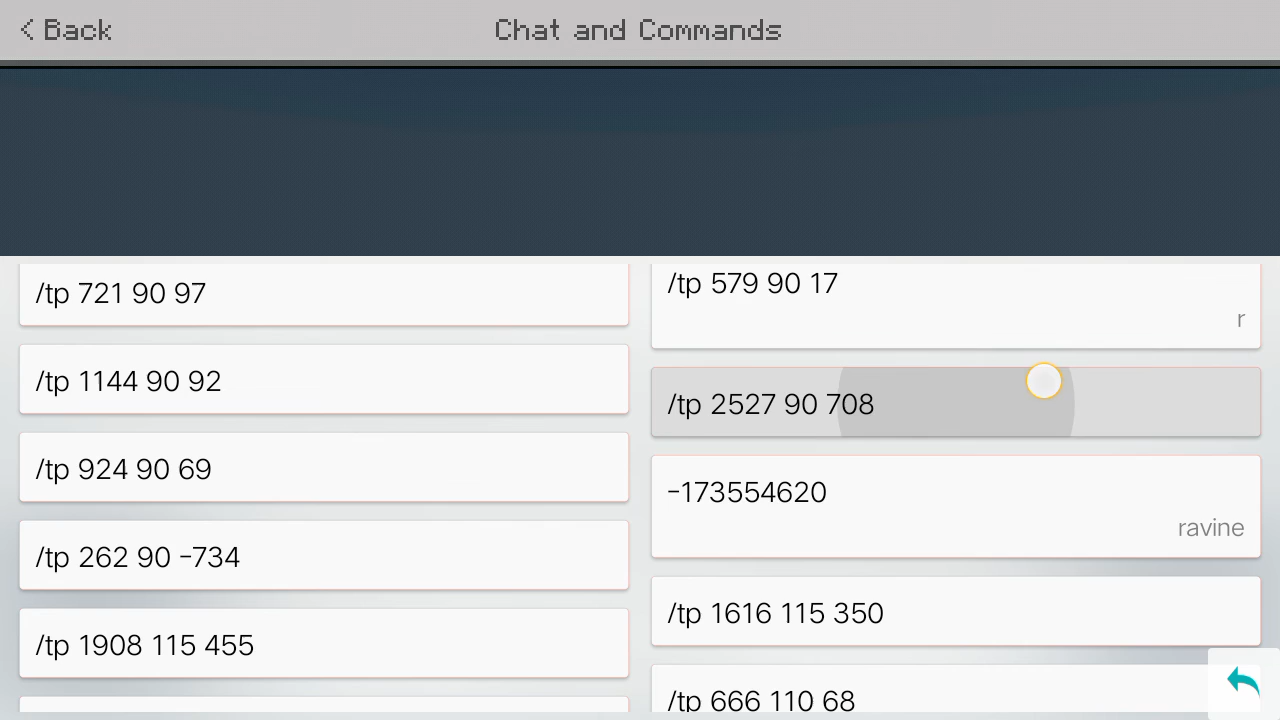 Back
Chat and Commands
/tp 721 90 97
/tp 1144 90 92
/tp 924 90 69
/tp 262 90 -734
/tp 1908 115 455
/tp 579 90 17
r
/tp 2527 90 708
-173554620
ravine
/tp 1616 115 350
/tp 666 110 68